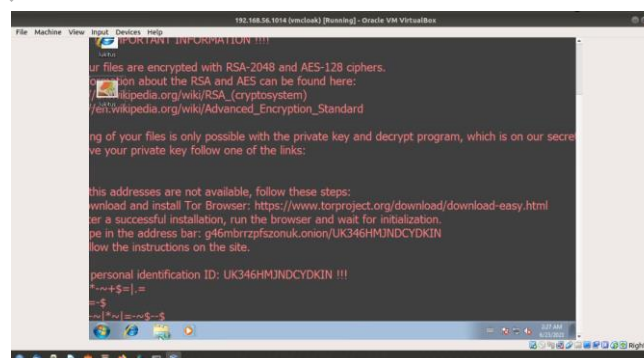 192.168.56.1014 (vmcloak) [Running] - Oracle VM VirtualBox
File Machine View Input Devices Help
PORTANT INFORMATION !!!!
ur files are encrypted with RSA-2048 and AES-128 ciphers.
ormation about the RSA and AES can be found here:
wikipedia.org/wiki/RSA_(cryptosystem)
//en.wikipedia.org/wiki/Advanced_Encryption_Standard
ng of your files is only possible with the private key and decrypt program, which is on our secre
ve your private key follow one of the links:
this addresses are not available, follow these steps:
wnload and install Tor Browser: https://www.torproject.org/download/download-easy.html
ter a successful installation, run the browser and wait for initialization.
pe in the address bar: g46mbrrzpfszonuk.onion/UK346HMJNDCYDKIN
llow the instructions on the site.
personal identification ID: UK346HMJNDCYDKIN !!!
*-~+$=|.=
=-$
-~|*~|=-~$--$
3:27 AM
Right